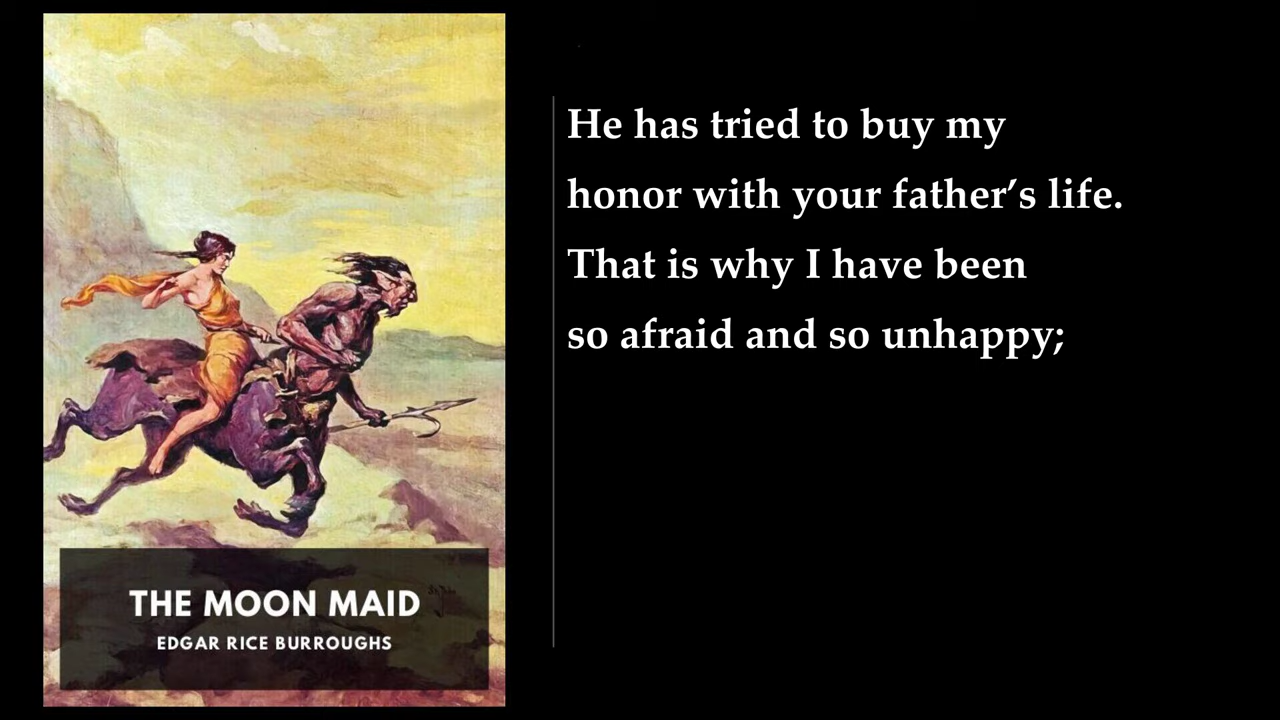 THE MOON MAID
EDGAR RICE BURROUGHS
He has tried to buy my
honor with your father’s life.
That is why I have been
so afraid and so unhappy;